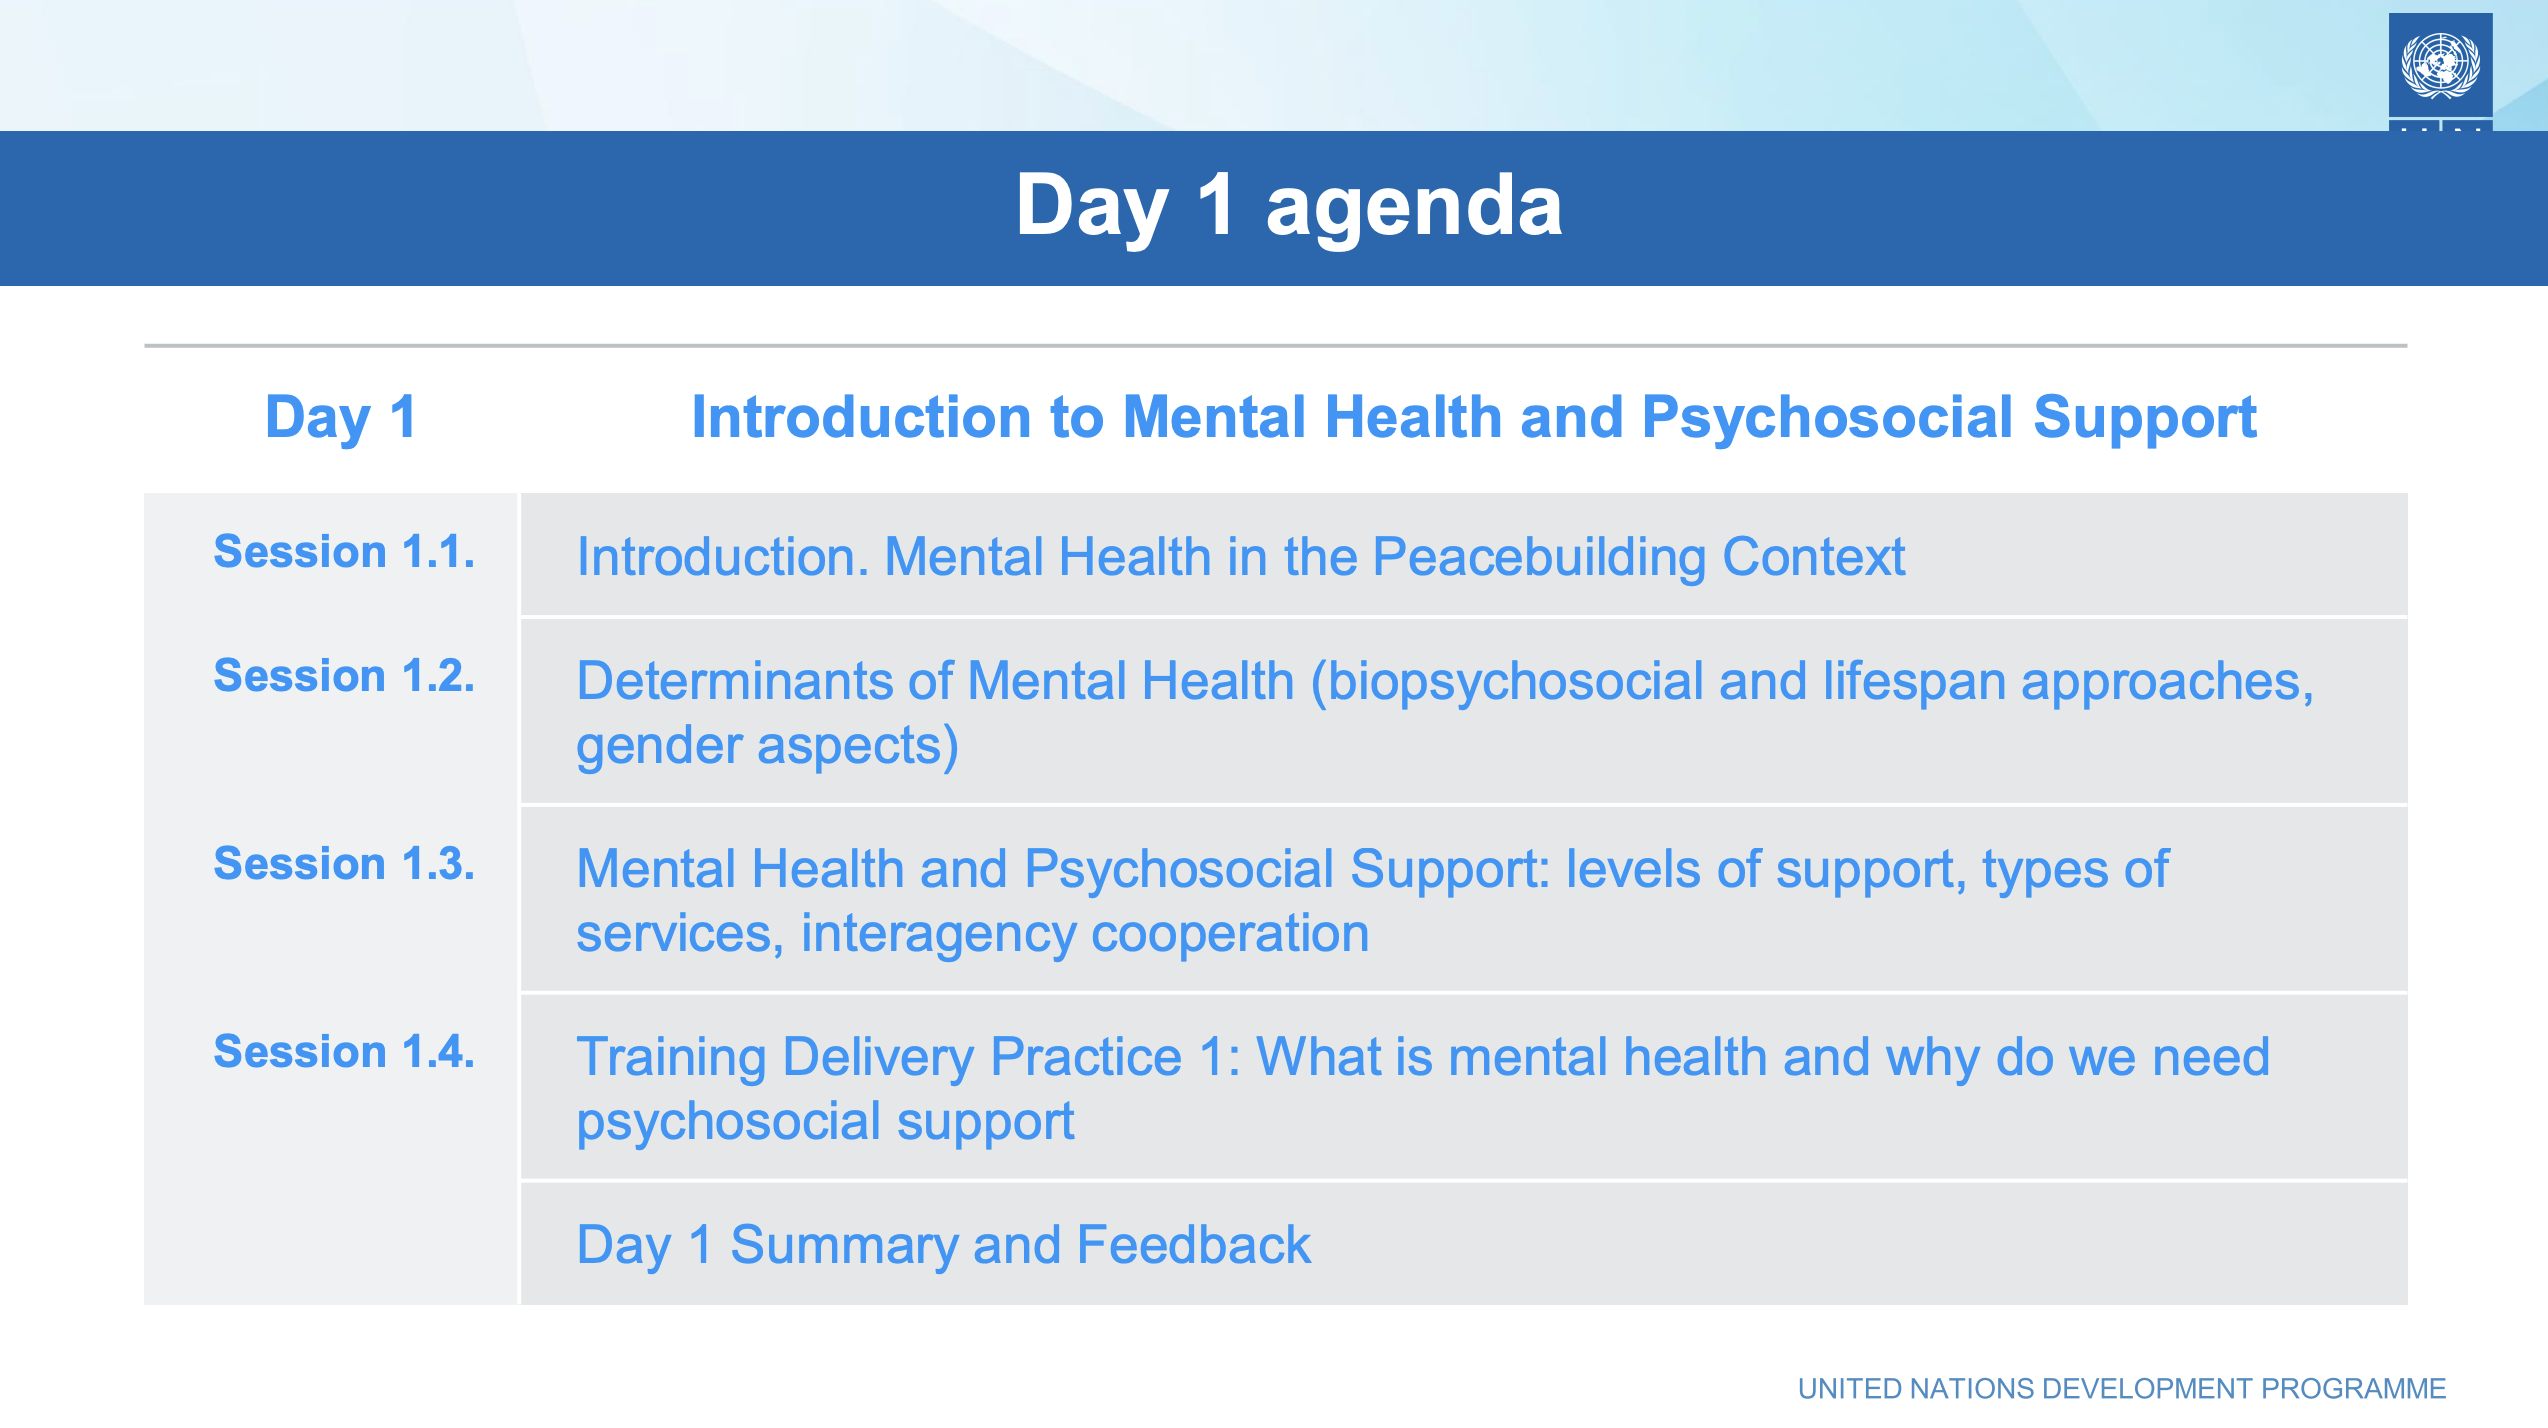 Day 1 agenda
Day 1
Introduction to Mental Health and Psychosocial Support
Session 1.1.
Introduction. Mental Health in the Peacebuilding Context
Session 1.2.
Determinants of Mental Health (biopsychosocial and lifespan approaches,
gender aspects)
Session 1.3.
Mental Health and Psychosocial Support: levels of support, types of
services, interagency cooperation
Session 1.4.
Training Delivery Practice 1: What is mental health and why do we need
psychosocial support
Day 1 Summary and Feedback
UNITED NATIONS DEVELOPMENT PROGRAMME